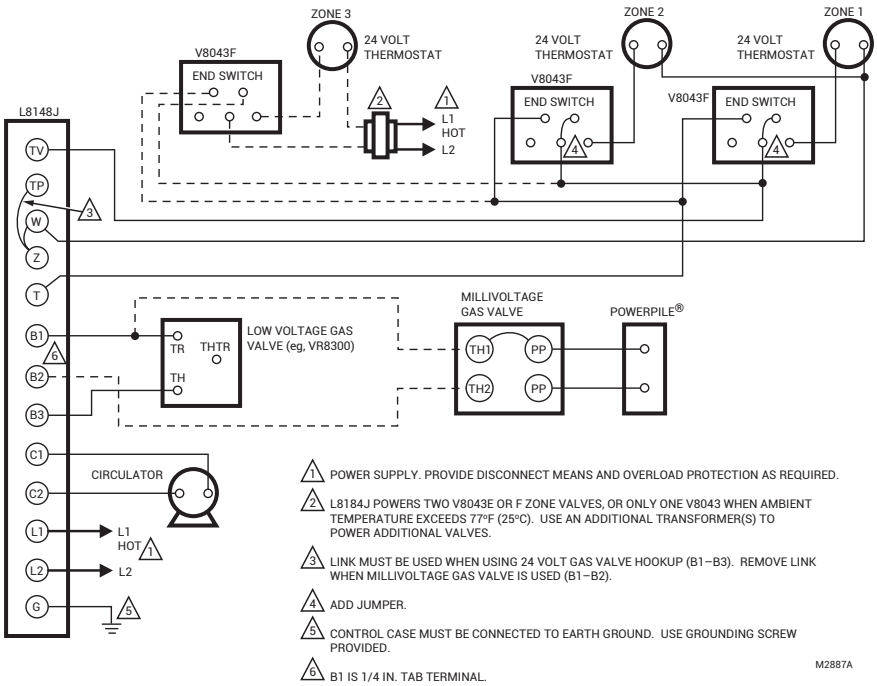 ZONE 3
ZONE 2
ZONE 1
24 VOLT
THERMOSTAT
24 VOLT
THERMOSTAT
24 VOLT
THERMOSTAT
V8043F
END SWITCH
V8043F
END SWITCH
V8043F
END SWITCH
2
1
L1
HOT
L2
4
4
L8148J
TV
TP
3
W
Z
T
B1
6
B2
B3
C1
C2
L1
L2
G
TR
THTR
TH
LOW VOLTAGE GAS
VALVE (eg, VR8300)
MILLIVOLTAGE
GAS VALVE
TH1
PP
TH2
PP
POWERPILE®
CIRCULATOR
L1
HOT
1
L2
5
1 POWER SUPPLY. PROVIDE DISCONNECT MEANS AND OVERLOAD PROTECTION AS REQUIRED.
2 L8184J POWERS TWO V8043E OR F ZONE VALVES, OR ONLY ONE V8043 WHEN AMBIENT
TEMPERATURE EXCEEDS 77ºF (25ºC). USE AN ADDITIONAL TRANSFORMER(S) TO
POWER ADDITIONAL VALVES.
3 LINK MUST BE USED WHEN USING 24 VOLT GAS VALVE HOOKUP (B1–B3). REMOVE LINK
WHEN MILLIVOLTAGE GAS VALVE IS USED (B1–B2).
4 ADD JUMPER.
5 CONTROL CASE MUST BE CONNECTED TO EARTH GROUND. USE GROUNDING SCREW
PROVIDED.
6 B1 IS 1/4 IN. TAB TERMINAL.
M2887A